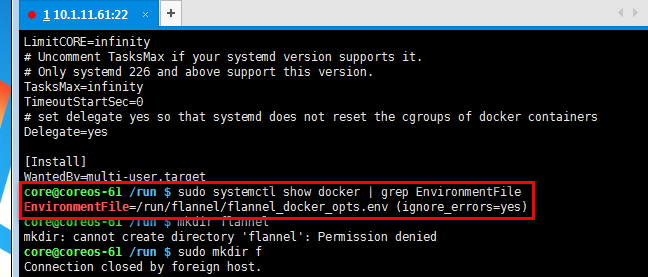 1 10.1.11.61:22
LimitCORE=infinity
# Uncomment TasksMax if your systemd version supports it.
# Only systemd 226 and above support this version.
TasksMax=infinity
TimeoutStartSec=0
# set delegate yes so that systemd does not reset the cgroups of docker containers
Delegate=yes
[Install]
WantedBy=multi-user.target
core@coreos-61 /run $ sudo systemctl show docker | grep EnvironmentFile
EnvironmentFile=/run/flannel/flannel_docker_opts.env (ignore_errors=yes)
core@coreos-61 /run $ mkdir flannel
mkdir: cannot create directory 'flannel': Permission denied
core@coreos-61 /run $ sudo mkdir f
Connection closed by foreign host.